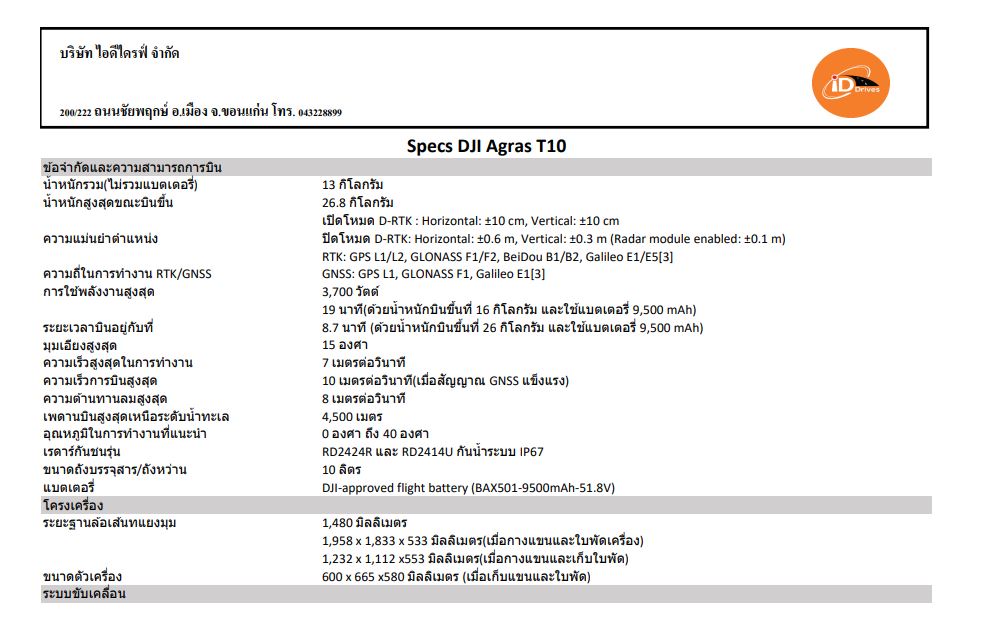 บริษัท ไอดีไดรฟ์ จำกัด
iD Drives
200/222 ถนนชัยพฤกษ์ อ.เมือง จ.ขอนแก่น โทร. 043228899
Specs DJI Agras T10
ข้อจำกัดและความสามารถการบิน
น้ำหนักรวม(ไม่รวมแบตเตอรี่) 13 กิโลกรัม
น้ำหนักสูงสุดขณะบินขึ้น 26.8 กิโลกรัม
เปิดโหมด D-RTK : Horizontal: ±10 cm, Vertical: ±10 cm
ความแม่นยำตำแหน่ง ปิดโหมด D-RTK: Horizontal: ±0.6 m, Vertical: ±0.3 m (Radar module enabled: ±0.1 m)
RTK: GPS L1/L2, GLONASS F1/F2, BeiDou B1/B2, Galileo E1/E5[3]
ความถี่ในการทำงาน RTK/GNSS GNSS: GPS L1, GLONASS F1, Galileo E1[3]
การใช้พลังงานสูงสุด 3,700 วัตต์
19 นาที(ด้วยน้ำหนักบินขึ้นที่ 16 กิโลกรัม และใช้แบตเตอรี่ 9,500 mAh)
ระยะเวลาบินอยู่กับที่ 8.7 นาที (ด้วยน้ำหนักบินขึ้นที่ 26 กิโลกรัม และใช้แบตเตอรี่ 9,500 mAh)
มุมเอียงสูงสุด 15 องศา
ความเร็วสูงสุดในการทำงาน 7 เมตรต่อวินาที
ความเร็วการบินสูงสุด 10 เมตรต่อวินาที(เมื่อสัญญาณ GNSS แข็งแรง)
ความต้านทานลมสูงสุด 8 เมตรต่อวินาที
เพดานบินสูงสุดเหนือระดับน้ำทะเล 4,500 เมตร
อุณหภูมิในการทำงานที่แนะนำ 0 องศา ถึง 40 องศา
เรดาร์กันชนรุ่น RD2424R และ RD2414U กันน้ำระบบ IP67
ขนาดถังบรรจุสาร/ถังหว่าน 10 ลิตร
แบตเตอรี่ DJI-approved flight battery (BAX501-9500mAh-51.8V)
โครงเครื่อง
ระยะฐานล้อเส้นทแยงมุม 1,480 มิลลิเมตร
1,958 x 1,833 x 533 มิลลิเมตร(เมื่อกางแขนและใบพัดเครื่อง)
1,232 x 1,112 x553 มิลลิเมตร(เมื่อกางแขนและเก็บใบพัด)
ขนาดตัวเครื่อง 600 x 665 x580 มิลลิเมตร (เมื่อเก็บแขนและใบพัด)
ระบบขับเคลื่อน